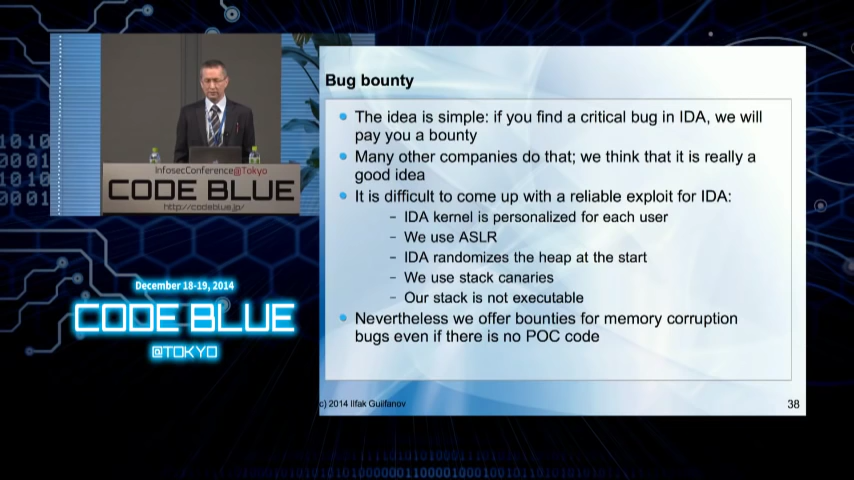 InfosecConference@Tokyo
CODE BLUE
http://codeblue.jp/
December 18-19, 2014
CODE BLUE
@TOKYO
Bug bounty
The idea is simple: if you find a critical bug in IDA, we will
pay you a bounty
Many other companies do that; we think that it is really a
good idea
It is difficult to come up with a reliable exploit for IDA:
– IDA kernel is personalized for each user
– We use ASLR
– IDA randomizes the heap at the start
– We use stack canaries
– Our stack is not executable
Nevertheless we offer bounties for memory corruption
bugs even if there is no POC code
c) 2014 Ilfak Guilfanov
38